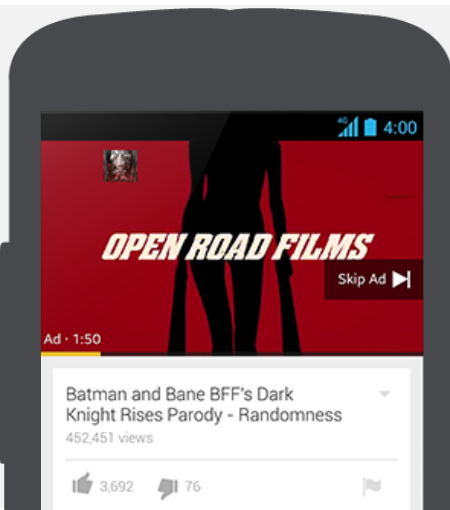 4G 4:00
OPEN ROAD FILMS
Skip Ad
Ad · 1:50
Batman and Bane BFF's Dark
Knight Rises Parody - Randomness
452,451 views
3,692 76